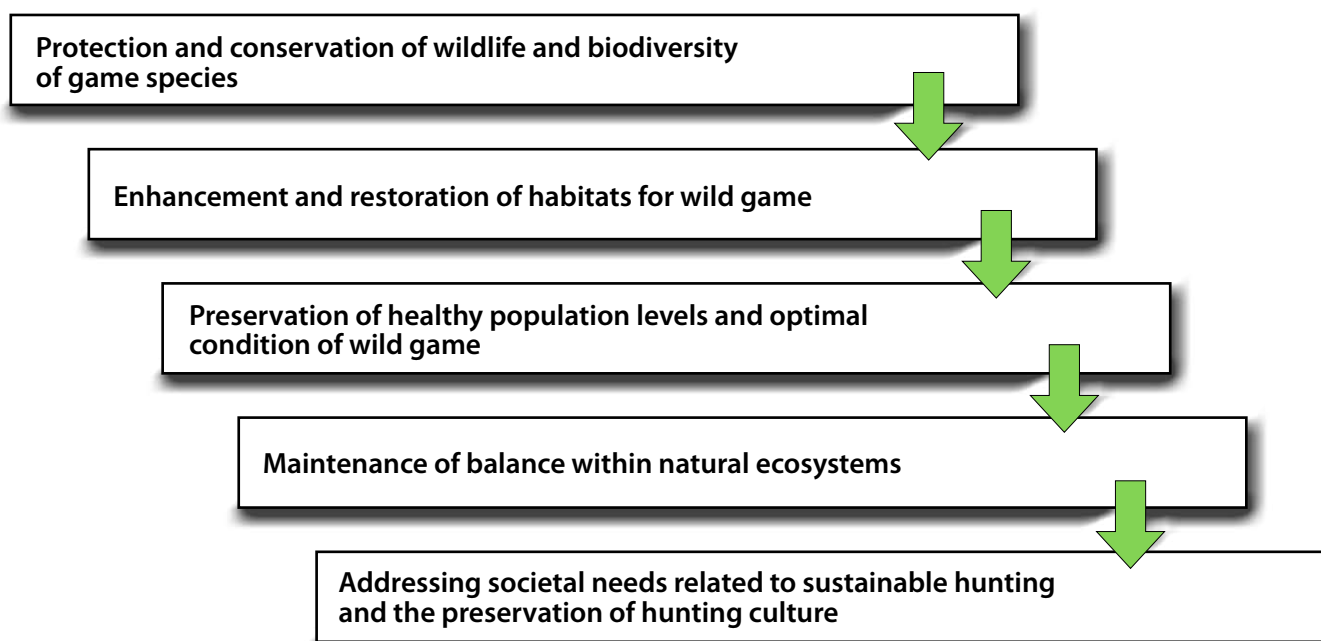 Protection and conservation of wildlife and biodiversity
of game species
Enhancement and restoration of habitats for wild game
Preservation of healthy population levels and optimal
condition of wild game
Maintenance of balance within natural ecosystems
Addressing societal needs related to sustainable hunting
and the preservation of hunting culture